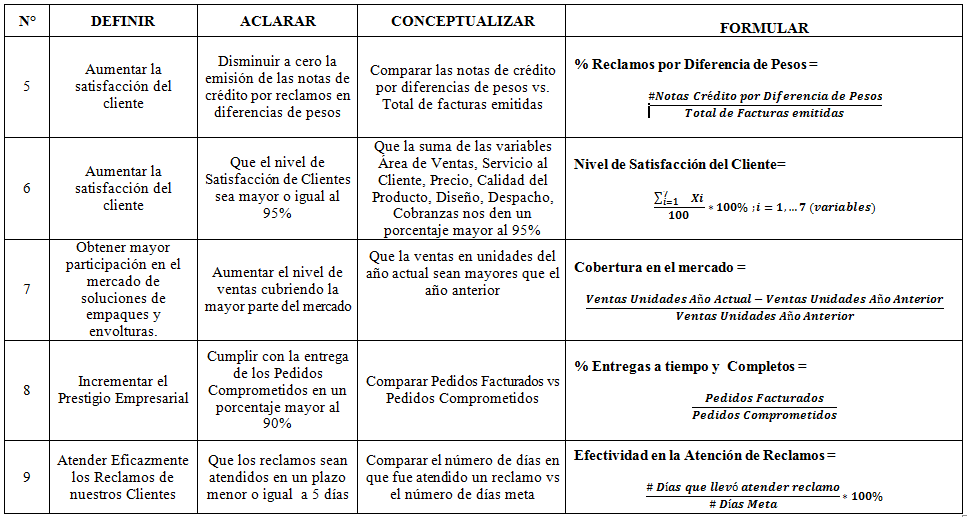 N° DEFINIR ACLARAR CONCEPTUALIZAR FORMULAR
5
Aumentar la
satisfacción del
cliente
Disminuir a cero la
emisión de las notas de
crédito por reclamos en
diferencias de pesos
Comparar las notas de crédito
por diferencias de pesos vs.
Total de facturas emitidas
% Reclamos por Diferencia de Pesos =
#Notas Crédito por Diferencia de Pesos
Total de Facturas emitidas
6
Aumentar la
satisfacción del
cliente
Que el nivel de
Satisfacción de Clientes
sea mayor o igual al
95%
Que la suma de las variables
Área de Ventas, Servicio al
Cliente, Precio, Calidad del
Producto, Diseño, Despacho,
Cobranzas nos den un
porcentaje mayor al 95%
Nivel de Satisfacción del Cliente=
∑ 7 i=1 Xi
100
* 100% ; i = 1, ... 7 (variables)
7
Obtener mayor
participación en el
mercado de
soluciones de
empaques y
envolturas.
Aumentar el nivel de
ventas cubriendo la
mayor parte del mercado
Que la ventas en unidades del
año actual sean mayores que el
año anterior
Cobertura en el mercado =
Ventas Unidades Año Actual − Ventas Unidades Año Anterior
Ventas Unidades Año Anterior
8
Incrementar el
Prestigio Empresarial
Cumplir con la entrega
de los Pedidos
Comprometidos en un
porcentaje mayor al
90%
Comparar Pedidos Facturados vs
Pedidos Comprometidos
% Entregas a tiempo y Completos =
Pedidos Facturados
Pedidos Comprometidos
9
Atender Eficazmente
los Reclamos de
nuestros Clientes
Que los reclamos sean
atendidos en un plazo
menor o igual a 5 días
Comparar el número de días en
que fue atendido un reclamo vs
el número de días meta
Efectividad en la Atención de Reclamos =
# Días que llevó atender reclamo
# Días Meta
* 100%